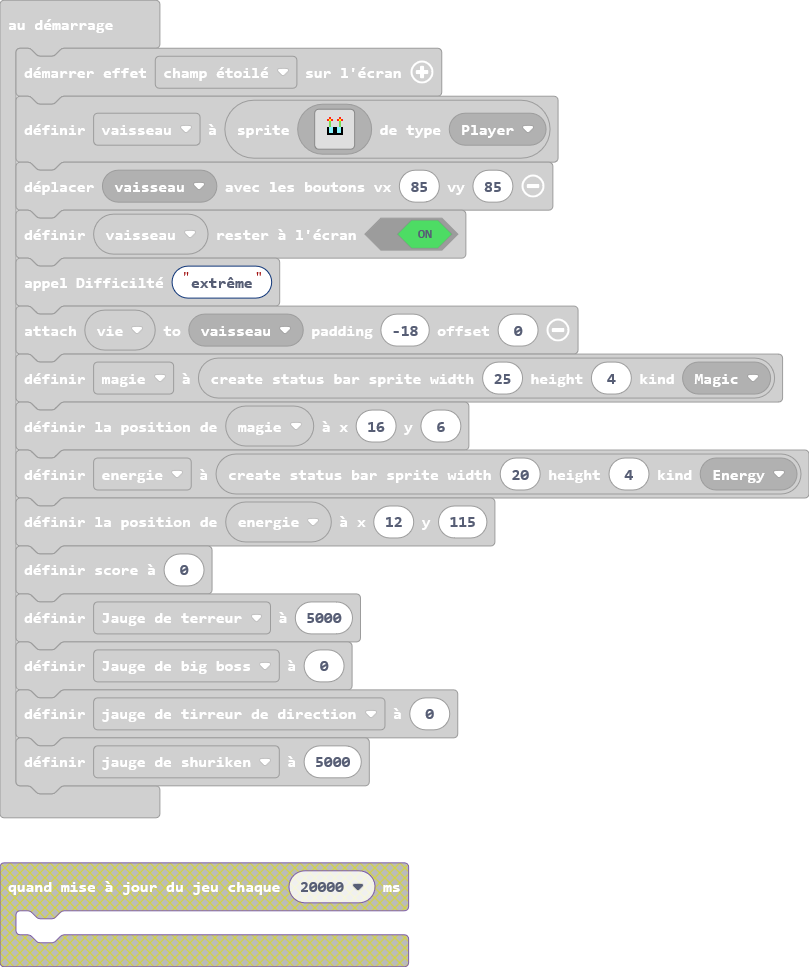 au démarrage
démarrer effet champ étoilé sur l'écran
définir vaisseau à sprite de type Player
déplacer vaisseau avec les boutons vx 85 vy 85
définir vaisseau rester à l'écran ON
appel Difficilté "extrême"
attach vie to vaisseau padding -18 offset 0
définir magie à create status bar sprite width 25 height 4 kind Magic
définir la position de magie à x 16 y 6
définir energie à create status bar sprite width 20 height 4 kind Energy
définir la position de energie à x 12 y 115
définir score à 0
définir Jauge de terreur à 5000
définir Jauge de big boss à 0
définir jauge de tirreur de direction à 0
définir jauge de shuriken à 5000
quand mise à jour du jeu chaque 20000 ms